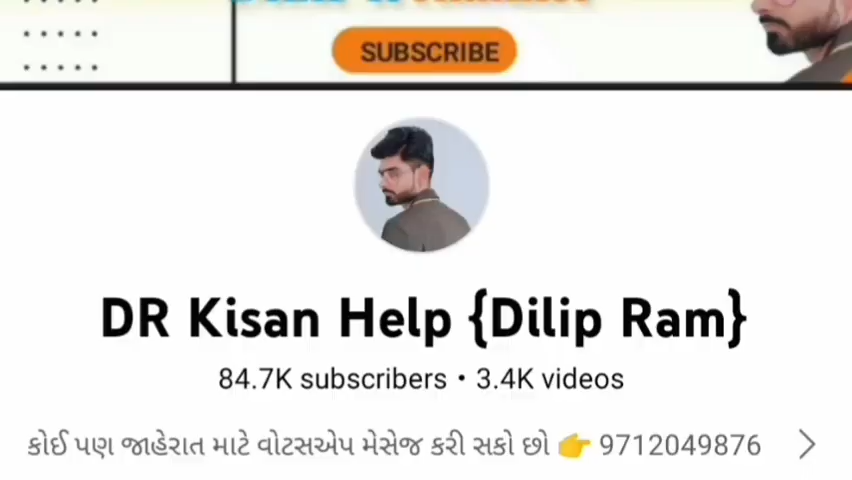 SUBSCRIBE
DR Kisan Help {Dilip Ram}
84.7K subscribers • 3.4K videos
કોઈ પણ જાહેરાત માટે વોટસએપ મેસેજ કરી સકો છો 👉 9712049876